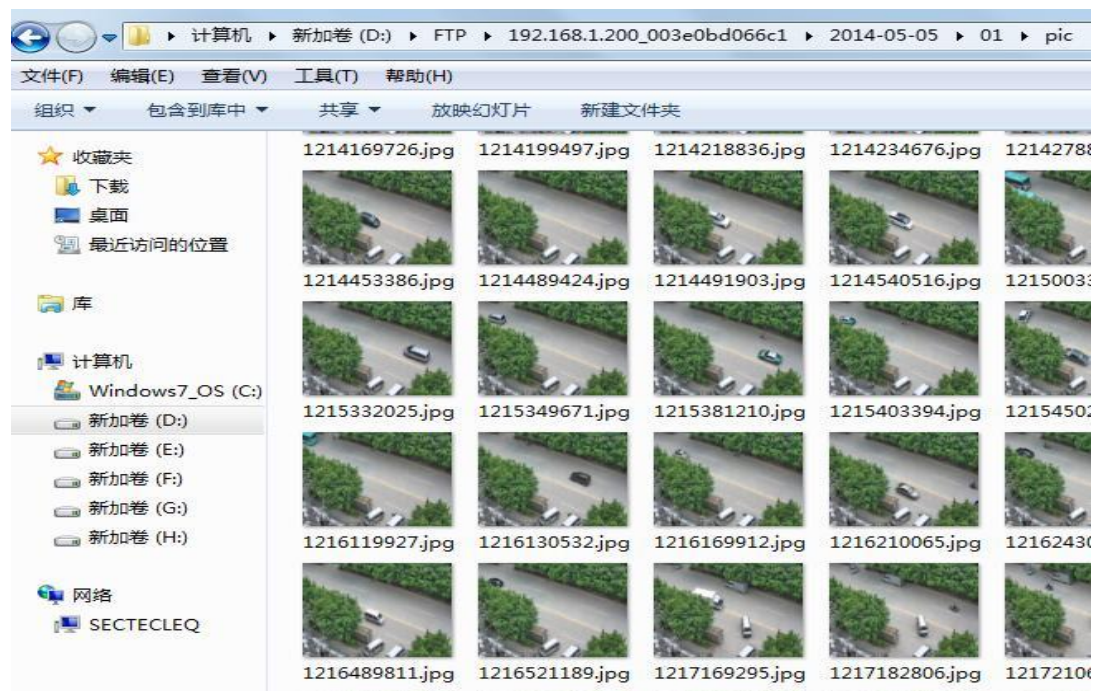 计算机 新加卷 (D:) FTP 192.168.1.200_003e0bd066c1 2014-05-05 01 pic
文件(F) 编辑(E) 查看(V) 工具(T) 帮助(H)
组织 包含到库中 共享 放映幻灯片 新建文件夹
收藏夹
下载
桌面
最近访问的位置
库
计算机
Windows7_OS (C:)
新加卷 (D:)
新加卷 (E:)
新加卷 (F:)
新加卷 (G:)
新加卷 (H:)
网络
SECTECLEQ
1214169726.jpg 1214199497.jpg 1214218836.jpg 1214234676.jpg
1214453386.jpg 1214489424.jpg 1214491903.jpg 1214540516.jpg
1215332025.jpg 1215349671.jpg 1215381210.jpg 1215403394.jpg
1216119927.jpg 1216130532.jpg 1216169912.jpg 1216210065.jpg
1216489811.jpg 1216521189.jpg 1217169295.jpg 1217182806.jpg